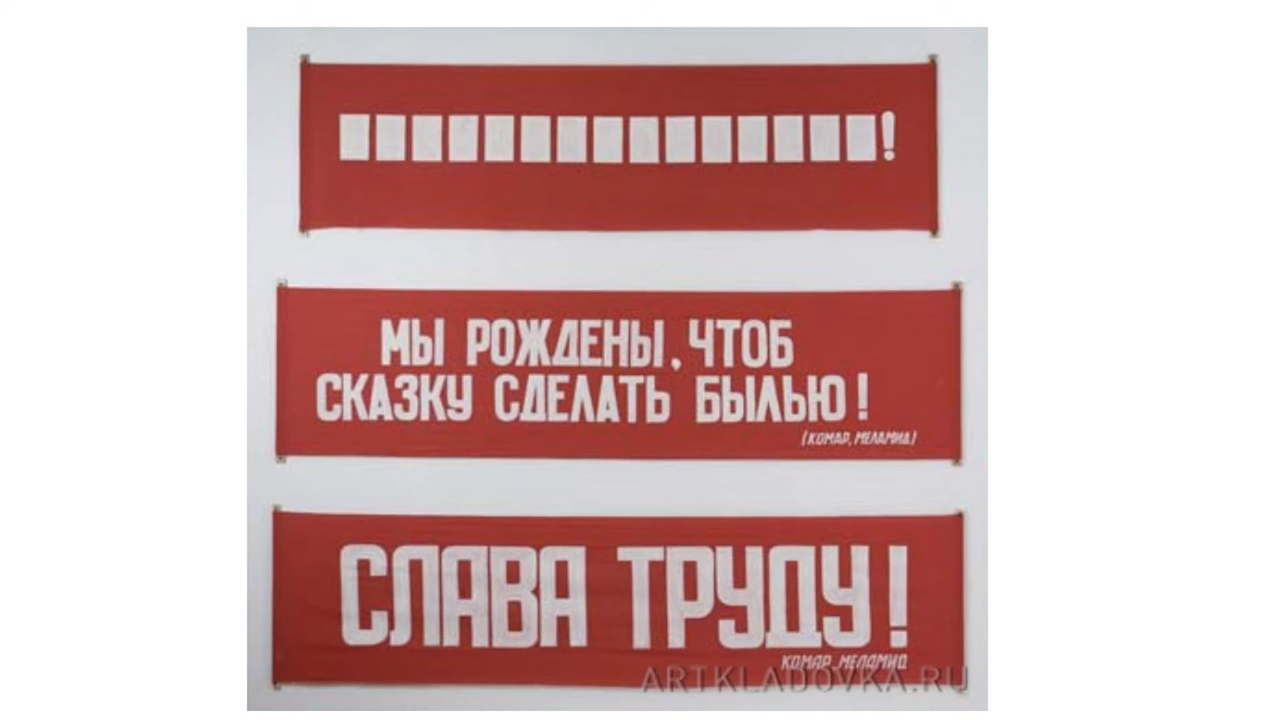 ▯▯▯▯▯▯▯▯▯▯▯▯▯▯▯!
МЫ РОЖДЕНЫ, ЧТОБ
СКАЗКУ СДЕЛАТЬ БЫЛЬЮ!
(КОМАР, МЕЛАМИД)
СЛАВА ТРУДУ!
КОМАР, МЕЛАМИД
ARTKLADOVKA.RU